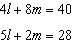 4l + 8m = 40
5l + 2m = 28